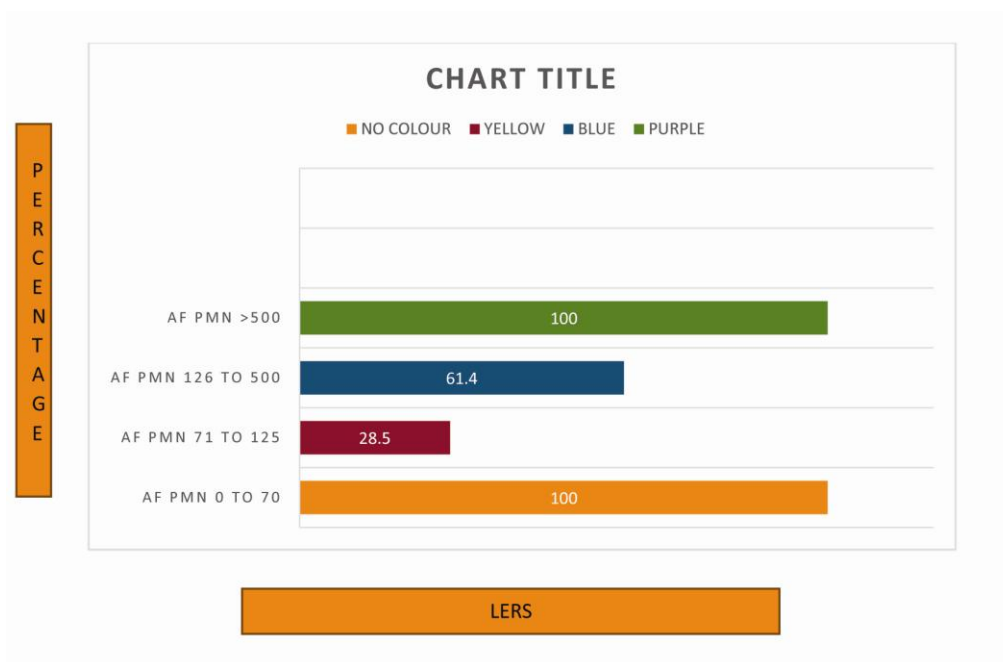 CHART TITLE
NO COLOUR YELLOW BLUE PURPLE
PERCENTAGE
AF PMN >500 100
AF PMN 126 TO 500 61.4
AF PMN 71 TO 125 28.5
AF PMN 0 TO 70 100
LERS